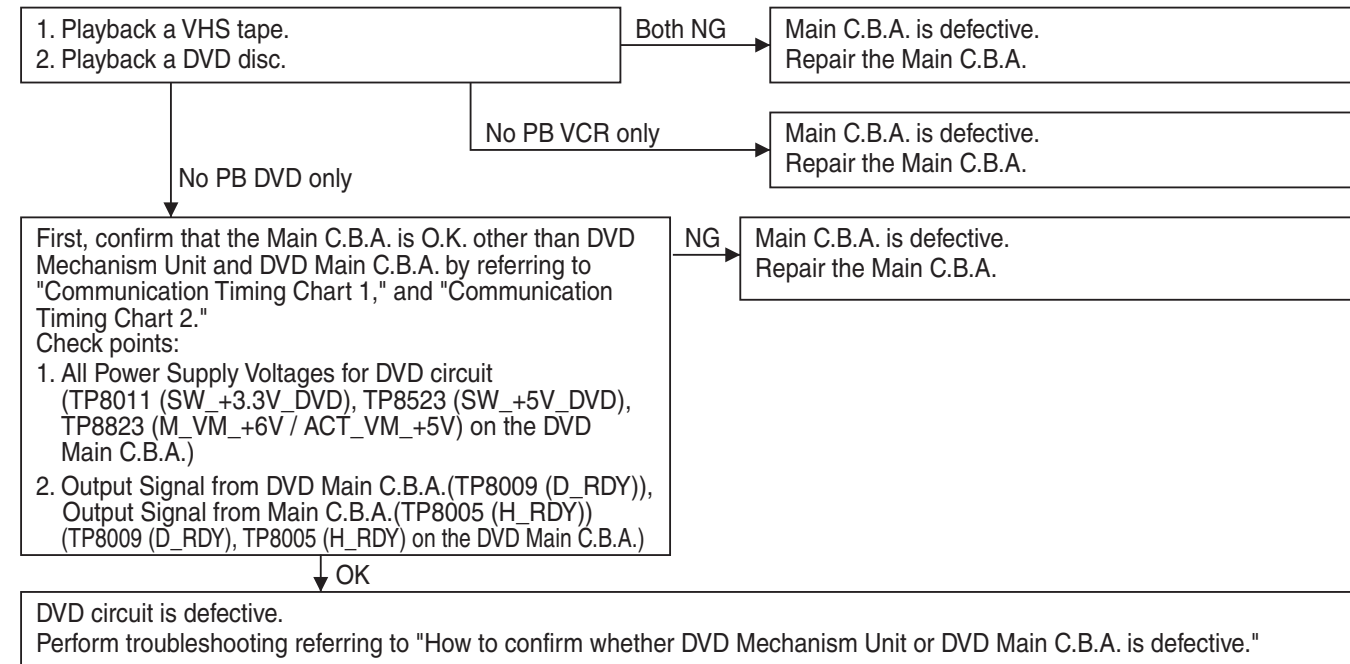 1. Playback a VHS tape.
2. Playback a DVD disc.
Both NG
Main C.B.A. is defective.
Repair the Main C.B.A.
No PB VCR only
Main C.B.A. is defective.
Repair the Main C.B.A.
No PB DVD only
First, confirm that the Main C.B.A. is O.K. other than DVD
Mechanism Unit and DVD Main C.B.A. by referring to
"Communication Timing Chart 1," and "Communication
Timing Chart 2."
Check points:
1. All Power Supply Voltages for DVD circuit
(TP8011 (SW_+3.3V_DVD), TP8523 (SW_+5V_DVD),
TP8823 (M_VM_+6V / ACT_VM_+5V) on the DVD
Main C.B.A.)
2. Output Signal from DVD Main C.B.A.(TP8009 (D_RDY)),
Output Signal from Main C.B.A.(TP8005 (H_RDY))
(TP8009 (D_RDY), TP8005 (H_RDY) on the DVD Main C.B.A.)
NG
Main C.B.A. is defective.
Repair the Main C.B.A.
OK
DVD circuit is defective.
Perform troubleshooting referring to "How to confirm whether DVD Mechanism Unit or DVD Main C.B.A. is defective."